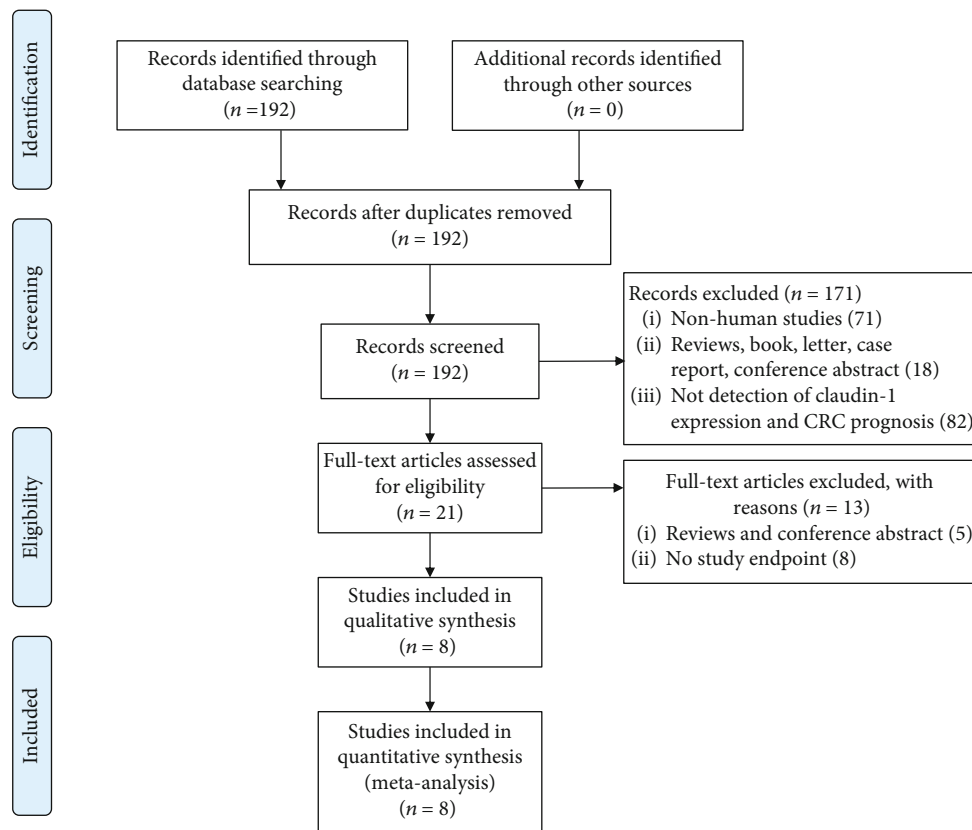 Identification
Records identified through
database searching
(n =192)
Additional records identified
through other sources
(n = 0)
Records after duplicates removed
(n = 192)
Screening
Records screened
(n = 192)
Records excluded (n = 171)
(i) Non-human studies (71)
(ii) Reviews, book, letter, case
report, conference abstract (18)
(iii) Not detection of claudin-1
expression and CRC prognosis (82)
Eligibility
Full-text articles assessed
for eligibility
(n = 21)
Full-text articles excluded, with
reasons (n = 13)
(i) Reviews and conference abstract (5)
(ii) No study endpoint (8)
Studies included in
qualitative synthesis
(n = 8)
Included
Studies included in
quantitative synthesis
(meta-analysis)
(n = 8)